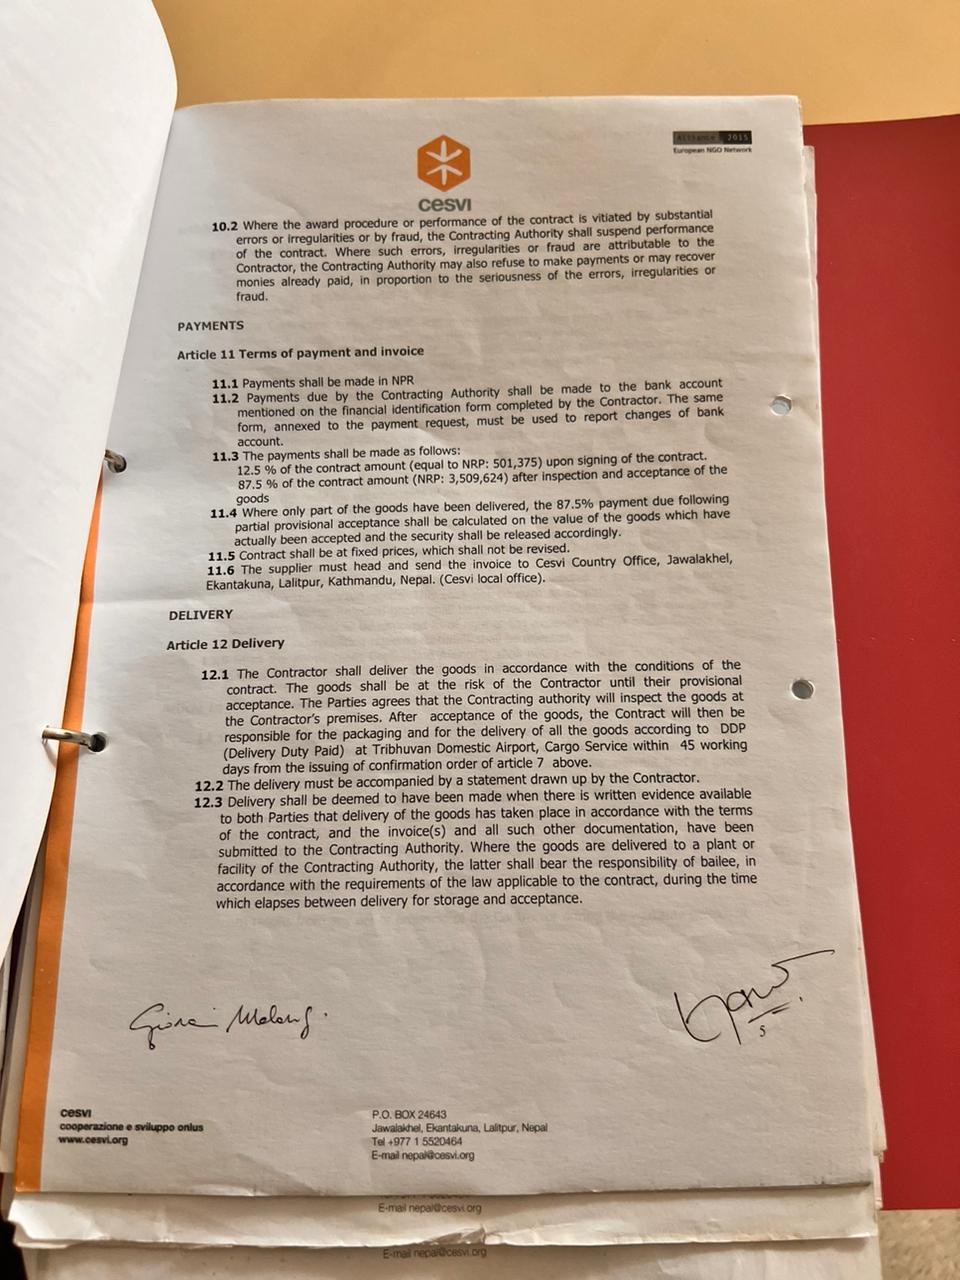 Alliance 2015
European NGO Network
cesvi
10.2 Where the award procedure or performance of the contract is vitiated by substantial
errors or irregularities or by fraud, the Contracting Authority shall suspend performance
of the contract. Where such errors, irregularities or fraud are attributable to the
Contractor, the Contracting Authority may also refuse to make payments or may recover
monies already paid, in proportion to the seriousness of the errors, irregularities or
fraud.
PAYMENTS
Article 11 Terms of payment and invoice
11.1 Payments shall be made in NPR
11.2 Payments due by the Contracting Authority shall be made to the bank account
mentioned on the financial identification form completed by the Contractor. The same
form, annexed to the payment request, must be used to report changes of bank
account.
11.3 The payments shall be made as follows:
12.5 % of the contract amount (equal to NRP: 501,375) upon signing of the contract.
87.5 % of the contract amount (NRP: 3,509,624) after inspection and acceptance of the
goods
11.4 Where only part of the goods have been delivered, the 87.5% payment due following
partial provisional acceptance shall be calculated on the value of the goods which have
actually been accepted and the security shall be released accordingly.
11.5 Contract shall be at fixed prices, which shall not be revised.
11.6 The supplier must head and send the invoice to Cesvi Country Office, Jawalakhel,
Ekantakuna, Lalitpur, Kathmandu, Nepal. (Cesvi local office).
DELIVERY
Article 12 Delivery
12.1 The Contractor shall deliver the goods in accordance with the conditions of the
contract. The goods shall be at the risk of the Contractor until their provisional
acceptance. The Parties agrees that the Contracting authority will inspect the goods at
the Contractor's premises. After acceptance of the goods, the Contract will then be
responsible for the packaging and for the delivery of all the goods according to DDP
(Delivery Duty Paid) at Tribhuvan Domestic Airport, Cargo Service within 45 working
days from the issuing of confirmation order of article 7 above.
12.2 The delivery must be accompanied by a statement drawn up by the Contractor.
12.3 Delivery shall be deemed to have been made when there is written evidence available
to both Parties that delivery of the goods has taken place in accordance with the terms
of the contract, and the invoice(s) and all such other documentation, have been
submitted to the Contracting Authority. Where the goods are delivered to a plant or
facility of the Contracting Authority, the latter shall bear the responsibility of bailee, in
accordance with the requirements of the law applicable to the contract, during the time
which elapses between delivery for storage and acceptance.
5
cesvi
cooperazione e sviluppo onlus
www.cesvi.org
P.O. BOX 24643
Jawalakhel, Ekantakuna, Lalitpur, Nepal
Tel +977 1 5520464
E-mail nepal@cesvi.org
E-mail nepal@cesvi.org
E-mail nepal@cesvi.org